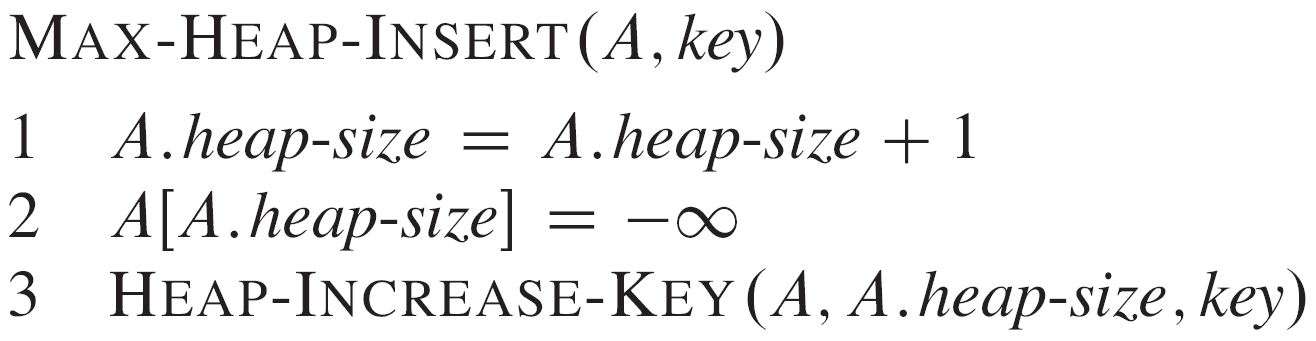 MAX-HEAP-INSERT(A, key)
1 A.heap-size = A.heap-size + 1
2 A[A.heap-size] = −∞
3 HEAP-INCREASE-KEY(A, A.heap-size, key)